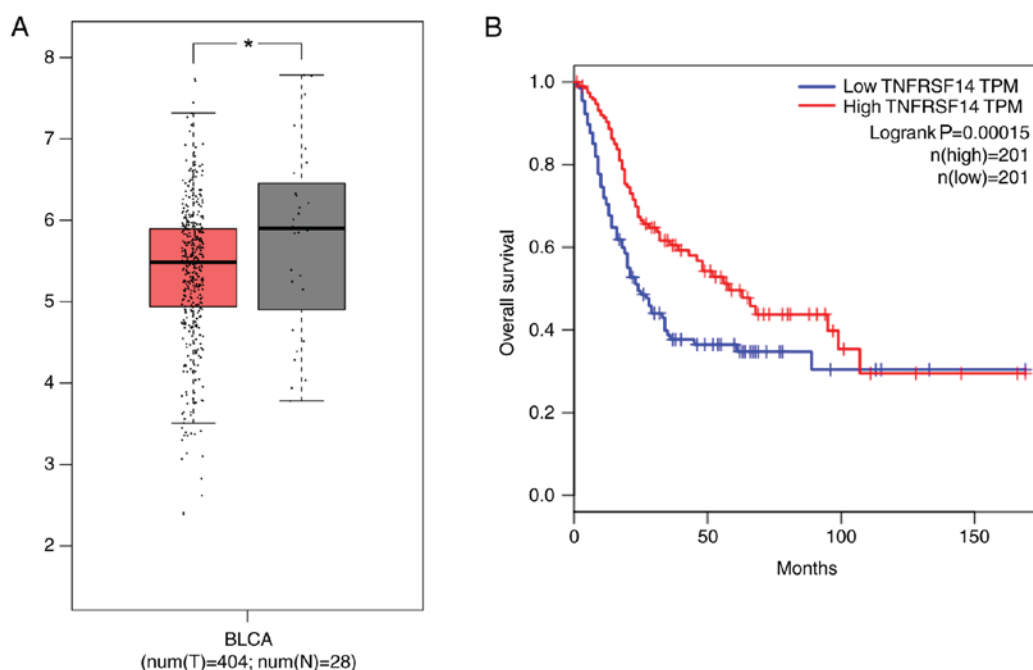 A
8
7
6
5
4
3
2
*
BLCA
(num(T)=404; num(N)=28)
B
Overall survival
1.0
0.8
0.6
0.4
0.2
0.0
Low TNFRSF14 TPM
High TNFRSF14 TPM
Logrank P=0.00015
n(high)=201
n(low)=201
0 50 100 150
Months